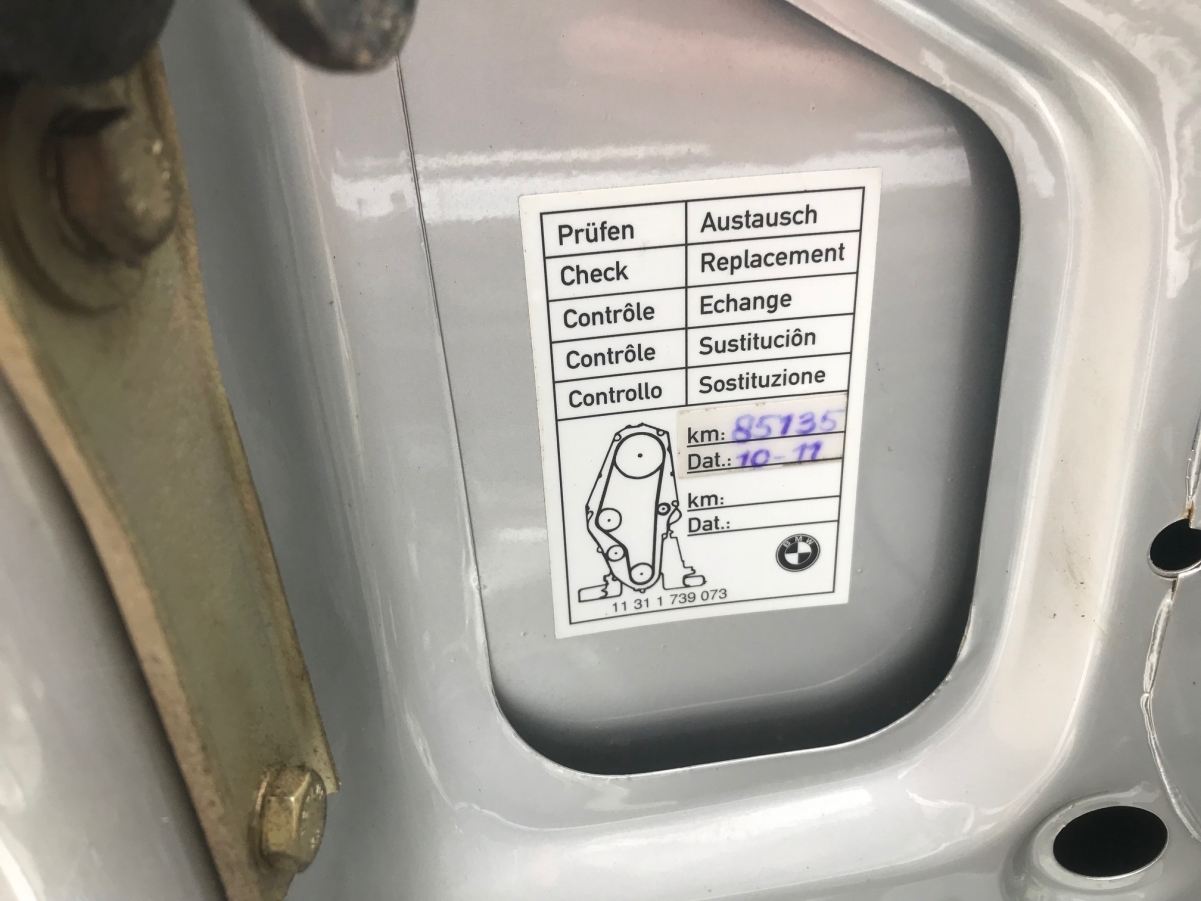 Prüfen Austausch
Check Replacement
Contrôle Echange
Contrôle Sustituciôn
Controllo Sostituzione
km: 85135
Dat.: 10-11
km:
Dat.:
BMW
11 31 1 739 073